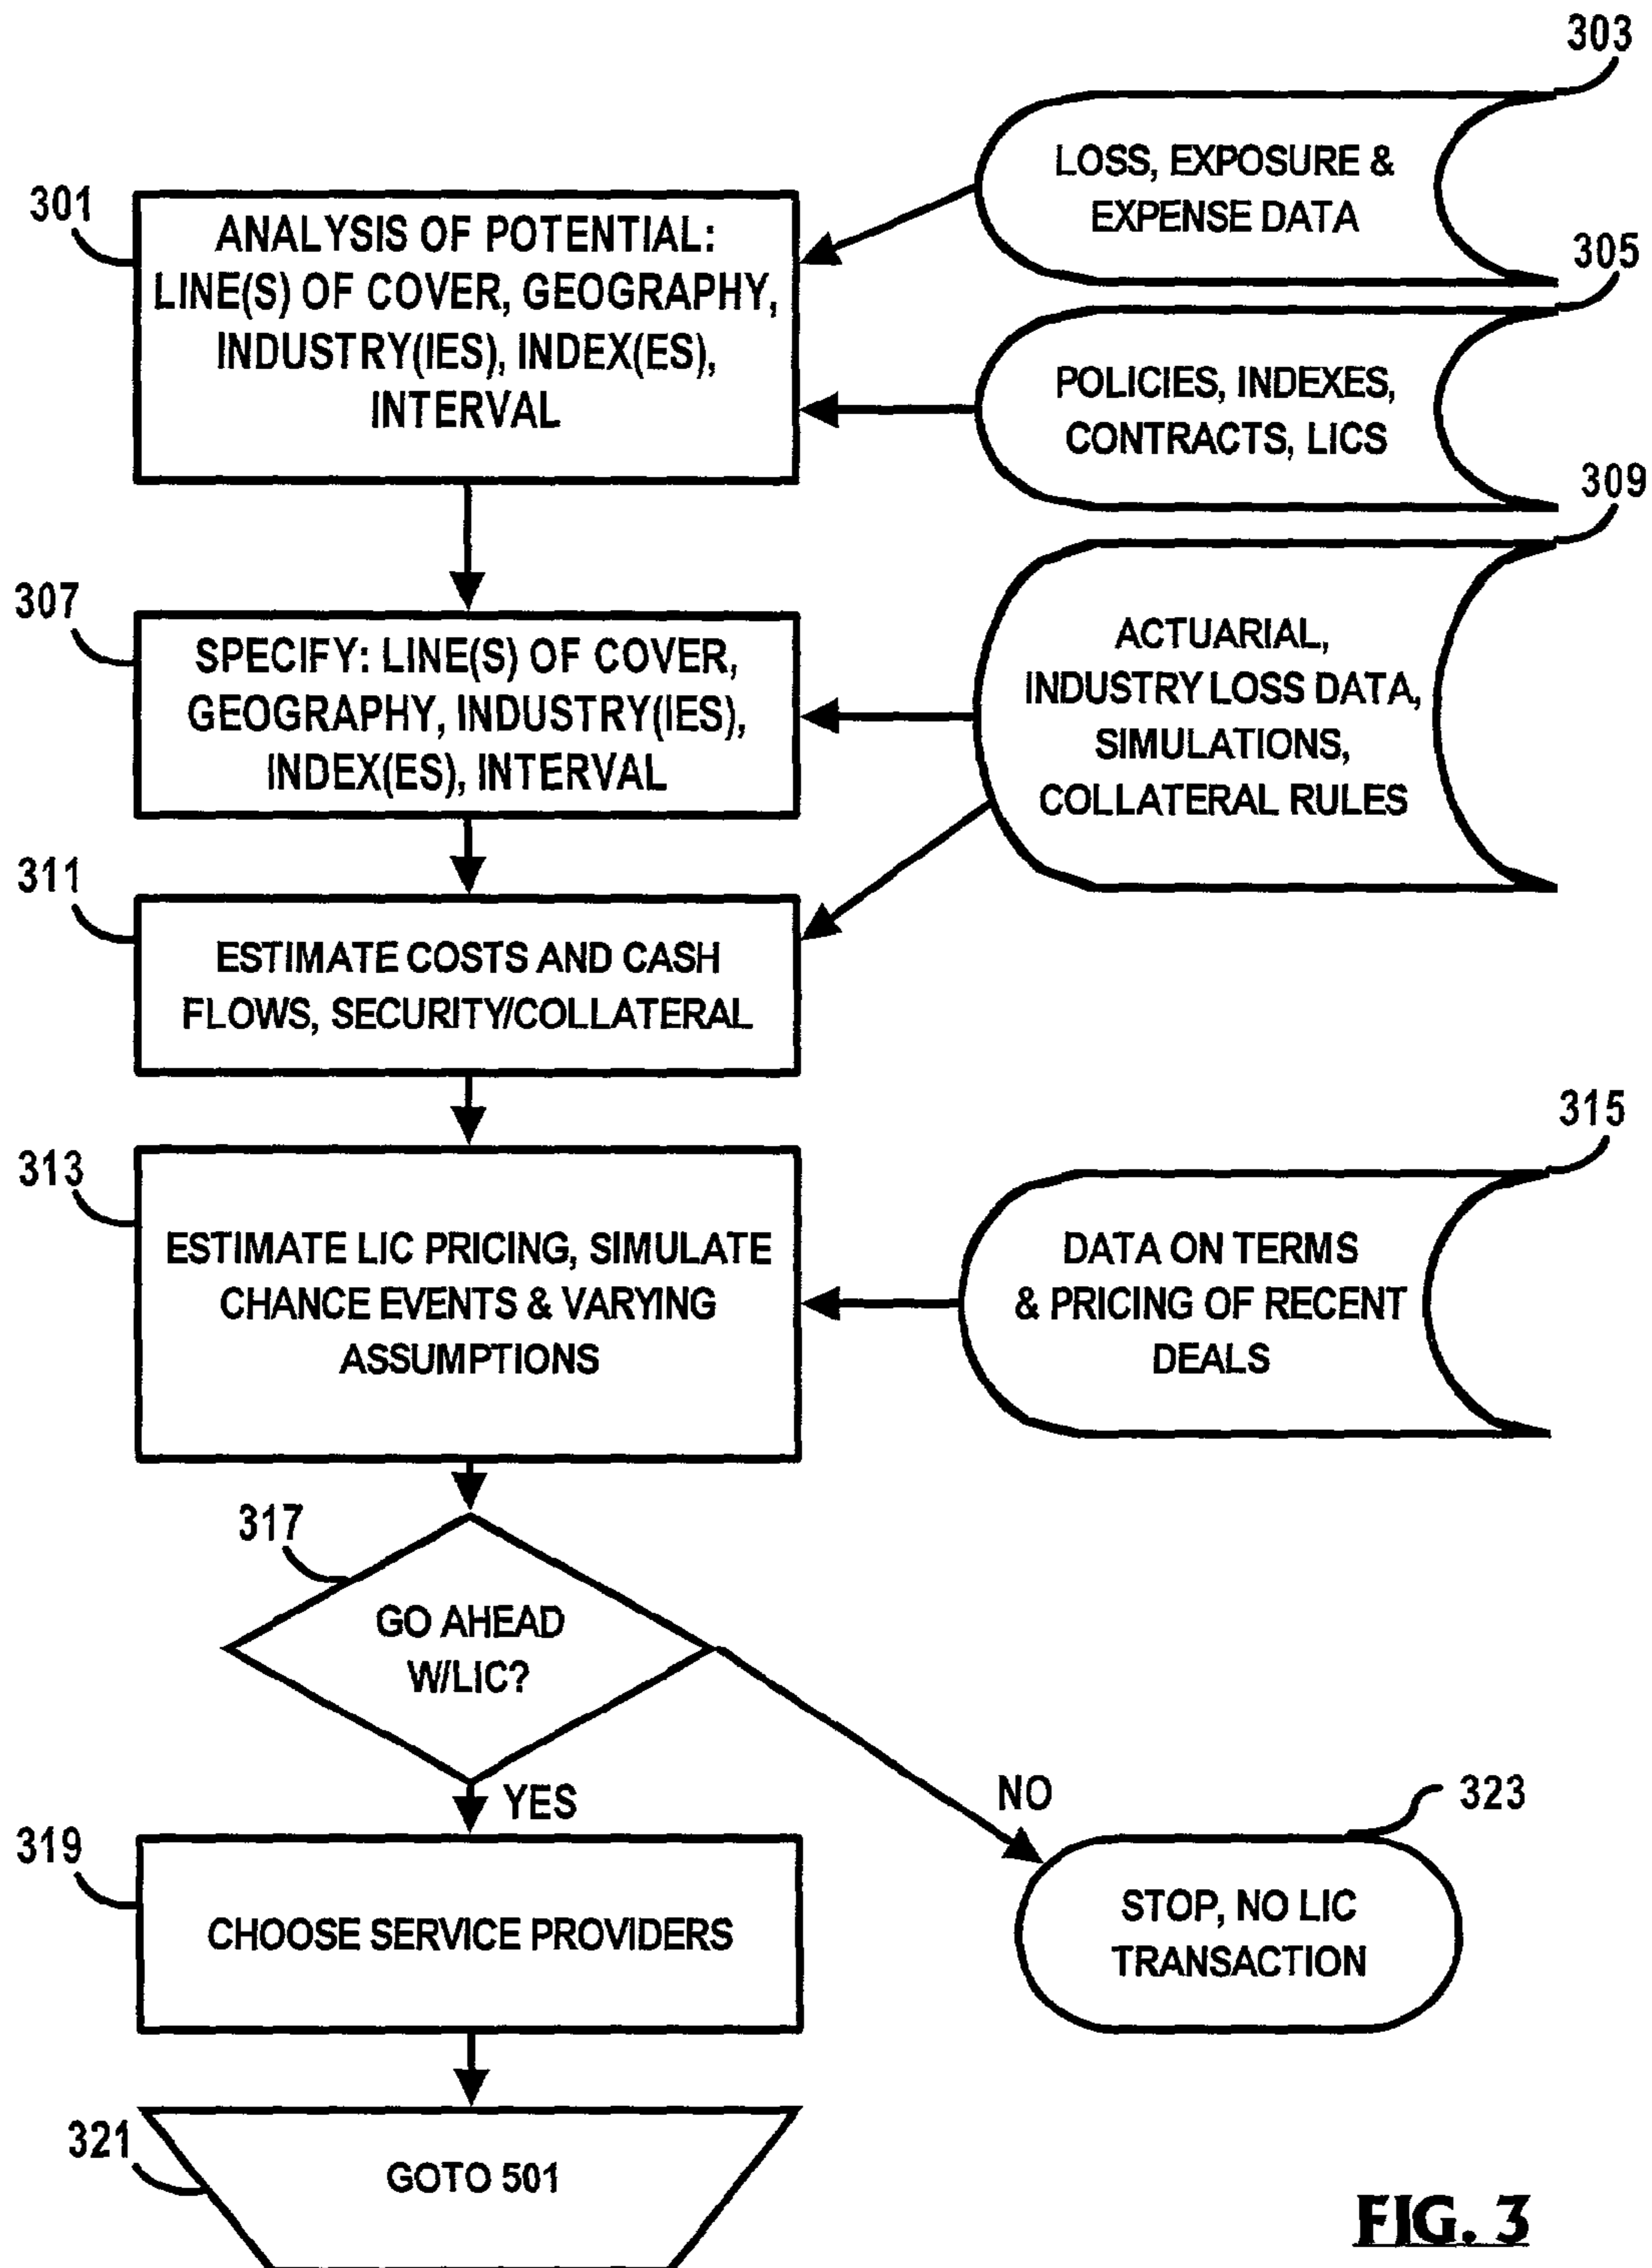 303
LOSS, EXPOSURE &
EXPENSE DATA
301
ANALYSIS OF POTENTIAL:
LINE(S) OF COVER, GEOGRAPHY,
INDUSTRY(IES), INDEX(ES),
INTERVAL
305
POLICIES, INDEXES,
CONTRACTS, LICS
309
ACTUARIAL,
INDUSTRY LOSS DATA,
SIMULATIONS,
COLLATERAL RULES
307
SPECIFY: LINE(S) OF COVER,
GEOGRAPHY, INDUSTRY(IES),
INDEX(ES), INTERVAL
311
ESTIMATE COSTS AND CASH
FLOWS, SECURITY/COLLATERAL
313
ESTIMATE LIC PRICING, SIMULATE
CHANCE EVENTS & VARYING
ASSUMPTIONS
315
DATA ON TERMS
& PRICING OF RECENT
DEALS
317
GO AHEAD
W/LIC?
YES
NO
323
STOP, NO LIC
TRANSACTION
319
CHOOSE SERVICE PROVIDERS
321
GOTO 501
FIG. 3